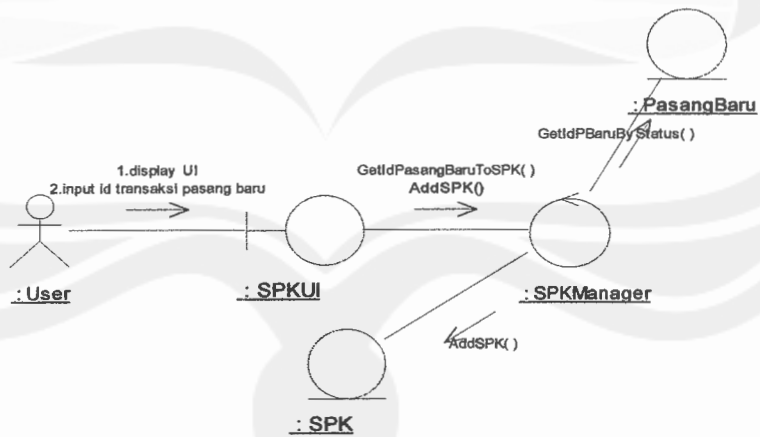 : PasangBaru
GetIdPBaruByStatus( )
1.display UI
2.input id transaksi pasang baru
GetIdPasangBaruToSPK( )
AddSPK()
: User
: SPKUI
: SPKManager
AddSPK( )
: SPK